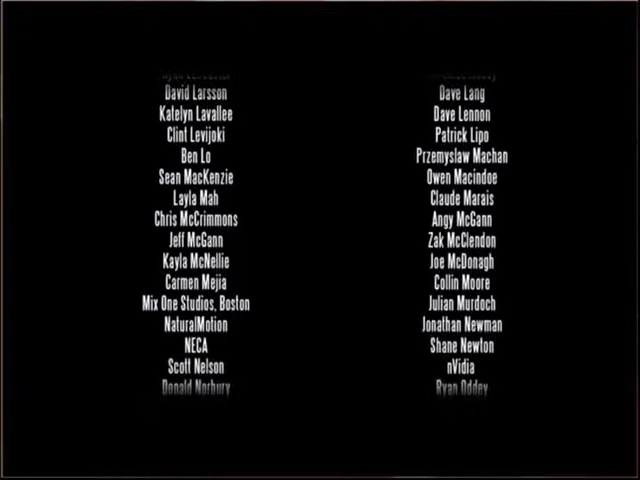 David Larsson
Dave Lang
Katelyn Lavallee
Dave Lennon
Clint Levijoki
Patrick Lipo
Ben Lo
Przemyslaw Machan
Sean MacKenzie
Owen Macindoe
Layla Mah
Claude Marais
Chris McCrimmons
Angy McGann
Jeff McGann
Zak McClendon
Kayla McNellie
Joe McDonagh
Carmen Mejia
Collin Moore
Mix One Studios, Boston
Julian Murdoch
NaturalMotion
Jonathan Newman
NECA
Shane Newton
Scott Nelson
nVidia
Donald Norbury
Ryan Oddey